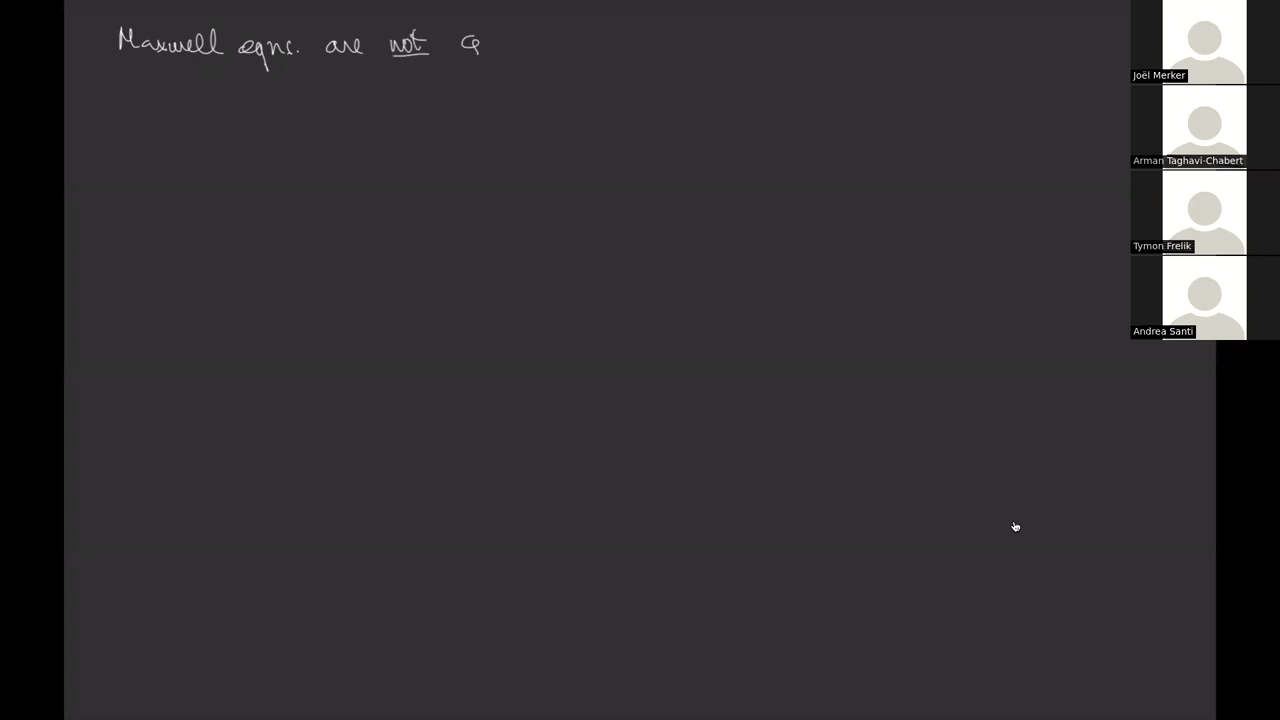 Maxwell eqns. are not G
Joël Merker
Arman Taghavi-Chabert
Tymon Frelik
Andrea Santi